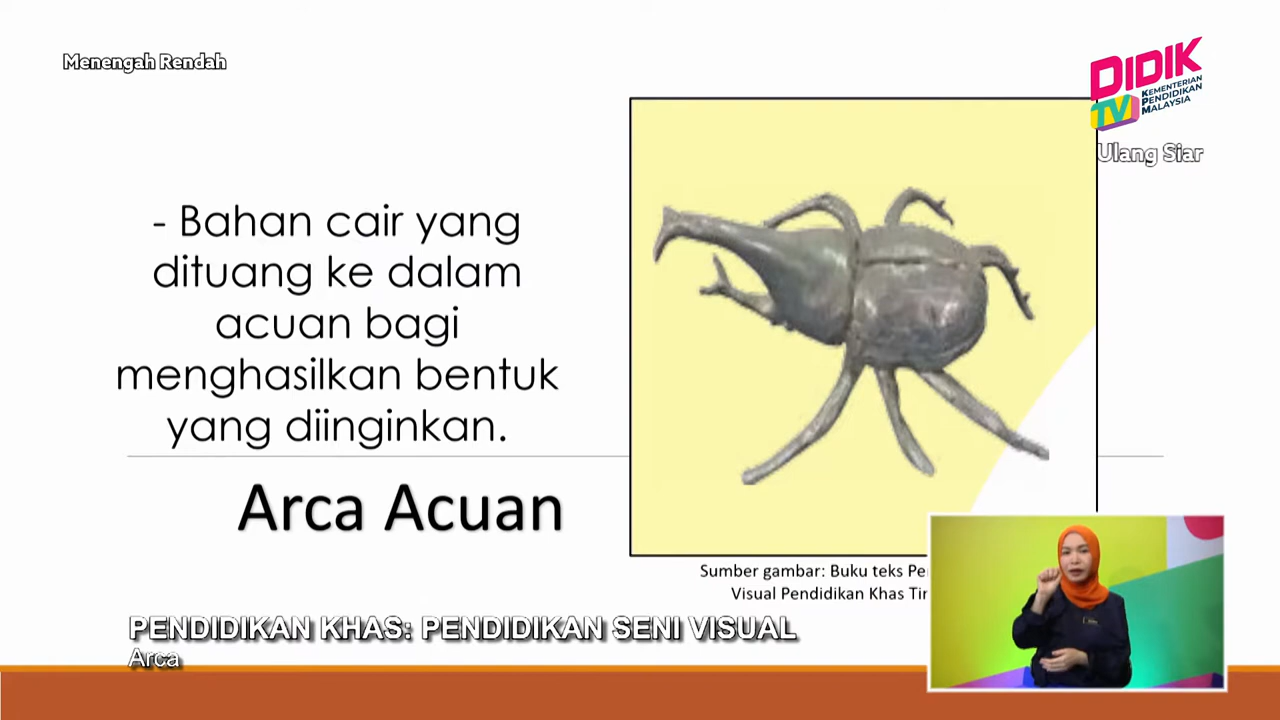 Menengah Rendah
DIDIK
TV
KEMENTERIAN
PENDIDIKAN
MALAYSIA
Ulang Siar
- Bahan cair yang
dituang ke dalam
acuan bagi
menghasilkan bentuk
yang diinginkan.
Arca Acuan
Sumber gambar: Buku teks
Visual Pendidikan Khas
PENDIDIKAN KHAS: PENDIDIKAN SENI VISUAL
Arca